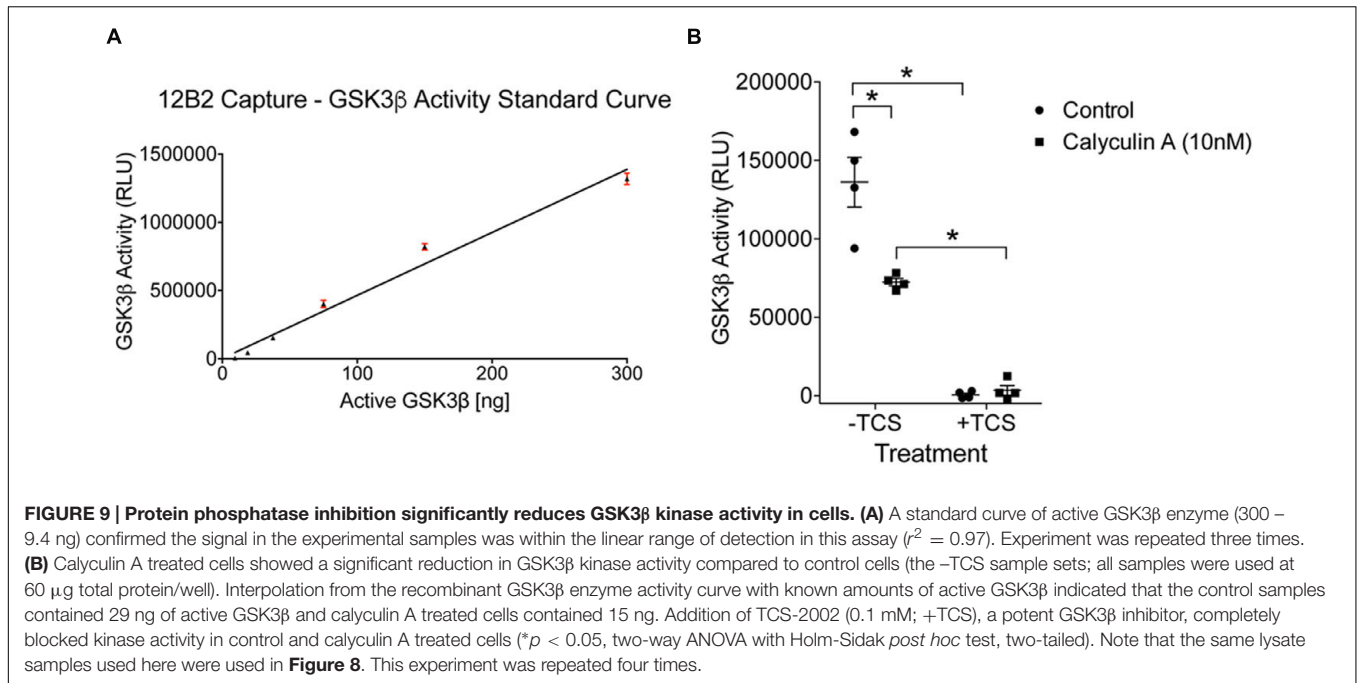 A
12B2 Capture - GSK3β Activity Standard Curve
GSK3β Activity (RLU)
1500000
1000000
500000
0
0
100
200
300
Active GSK3β [ng]
B
GSK3β Activity (RLU)
200000
150000
100000
50000
0
*
*
*
-TCS
+TCS
Treatment
Control
Calyculin A (10nM)
FIGURE 9 | Protein phosphatase inhibition significantly reduces GSK3β kinase activity in cells. (A) A standard curve of active GSK3β enzyme (300 –
9.4 ng) confirmed the signal in the experimental samples was within the linear range of detection in this assay (r² = 0.97). Experiment was repeated three times.
(B) Calyculin A treated cells showed a significant reduction in GSK3β kinase activity compared to control cells (the –TCS sample sets; all samples were used at
60 μg total protein/well). Interpolation from the recombinant GSK3β enzyme activity curve with known amounts of active GSK3β indicated that the control samples
contained 29 ng of active GSK3β and calyculin A treated cells contained 15 ng. Addition of TCS-2002 (0.1 mM; +TCS), a potent GSK3β inhibitor, completely
blocked kinase activity in control and calyculin A treated cells (*p < 0.05, two-way ANOVA with Holm-Sidak post hoc test, two-tailed). Note that the same lysate
samples used here were used in Figure 8. This experiment was repeated four times.